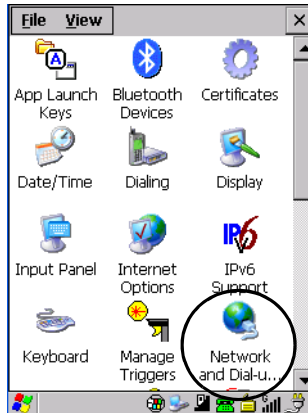 File View
App Launch Keys
Bluetooth Devices
Certificates
Date/Time
Dialing
Display
Input Panel
Internet Options
IPv6
IPv6 Support
Keyboard
Manage Triggers
Network and Dial-u...